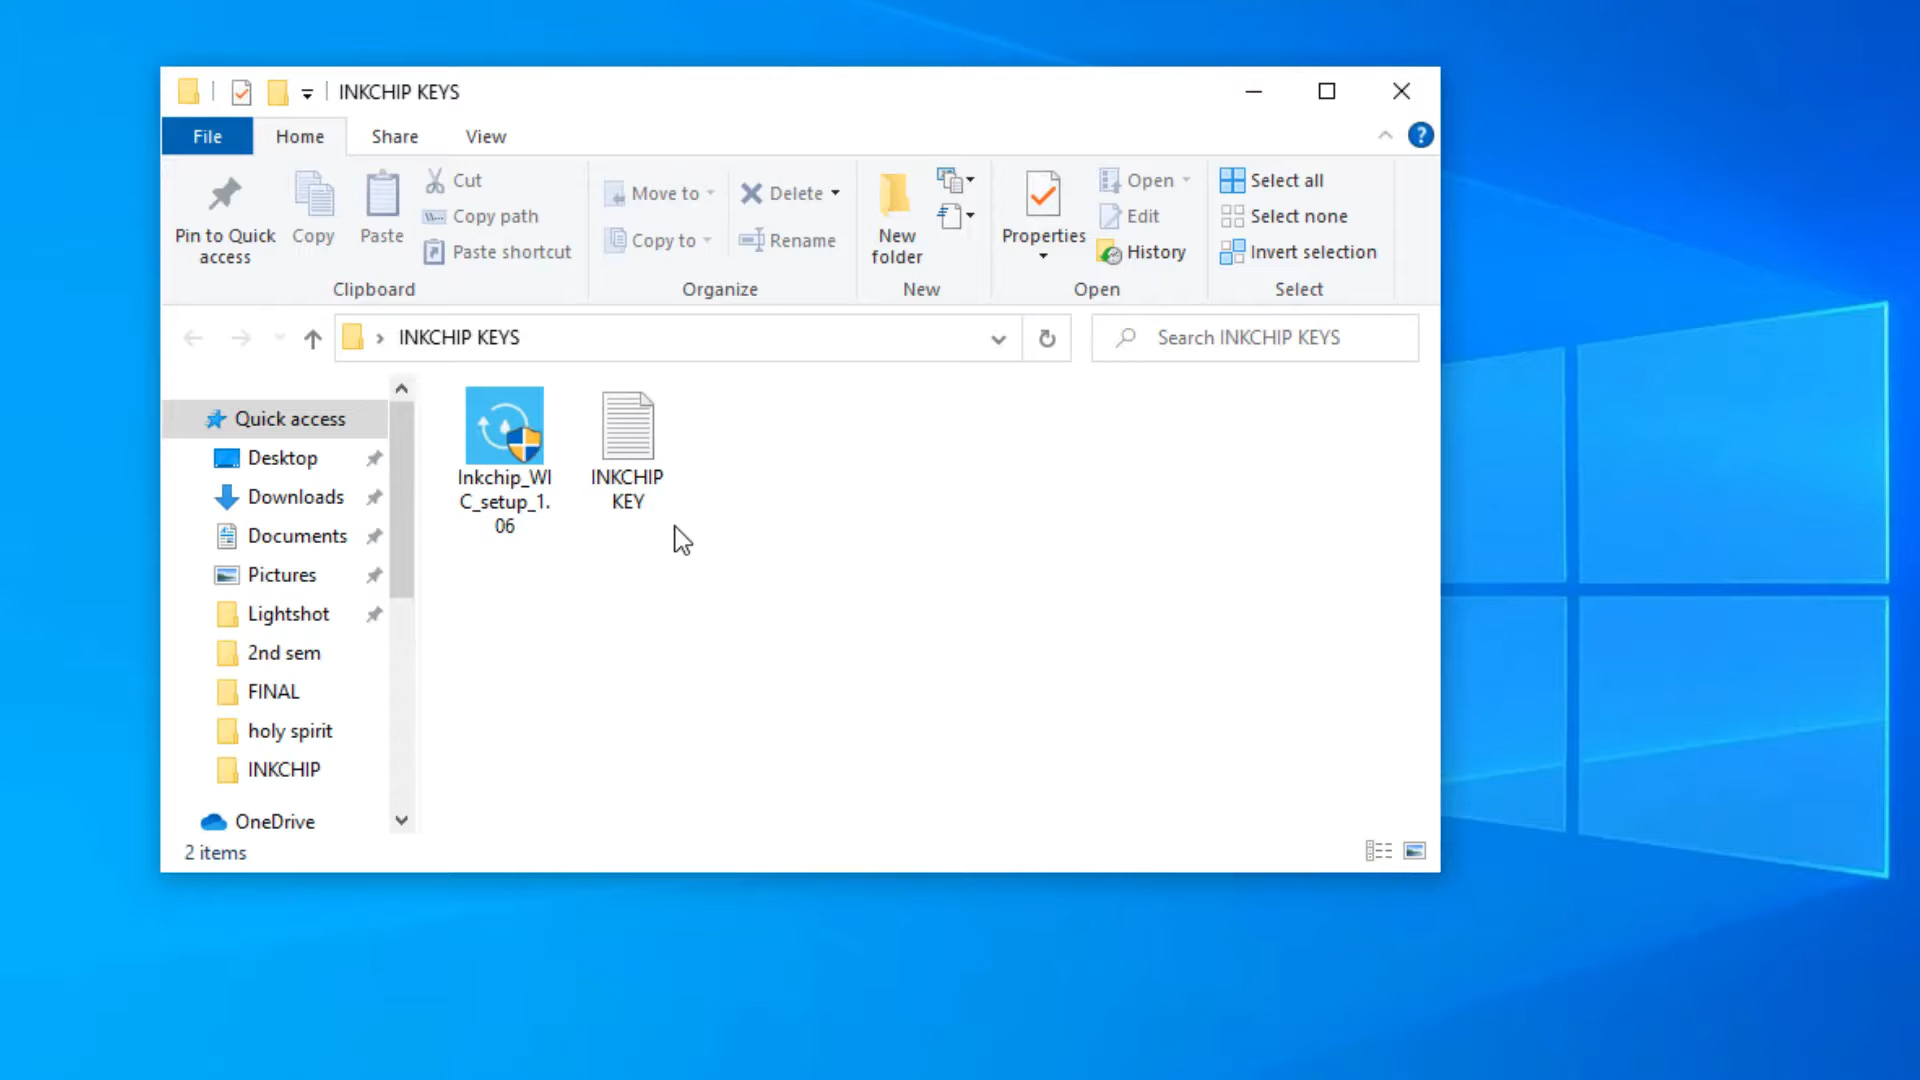 INKCHIP KEYS
File Home Share View
Pin to Quick access
Copy
Paste
Cut
Copy path
Paste shortcut
Clipboard
Move to
Copy to
Delete
Rename
Organize
New folder
New
Properties
Open
Edit
History
Open
Select all
Select none
Invert selection
Select
INKCHIP KEYS
Search INKCHIP KEYS
Quick access
Desktop
Downloads
Documents
Pictures
Lightshot
2nd sem
FINAL
holy spirit
INKCHIP
OneDrive
Inkchip_WI
C_setup_1.
06
INKCHIP
KEY
2 items